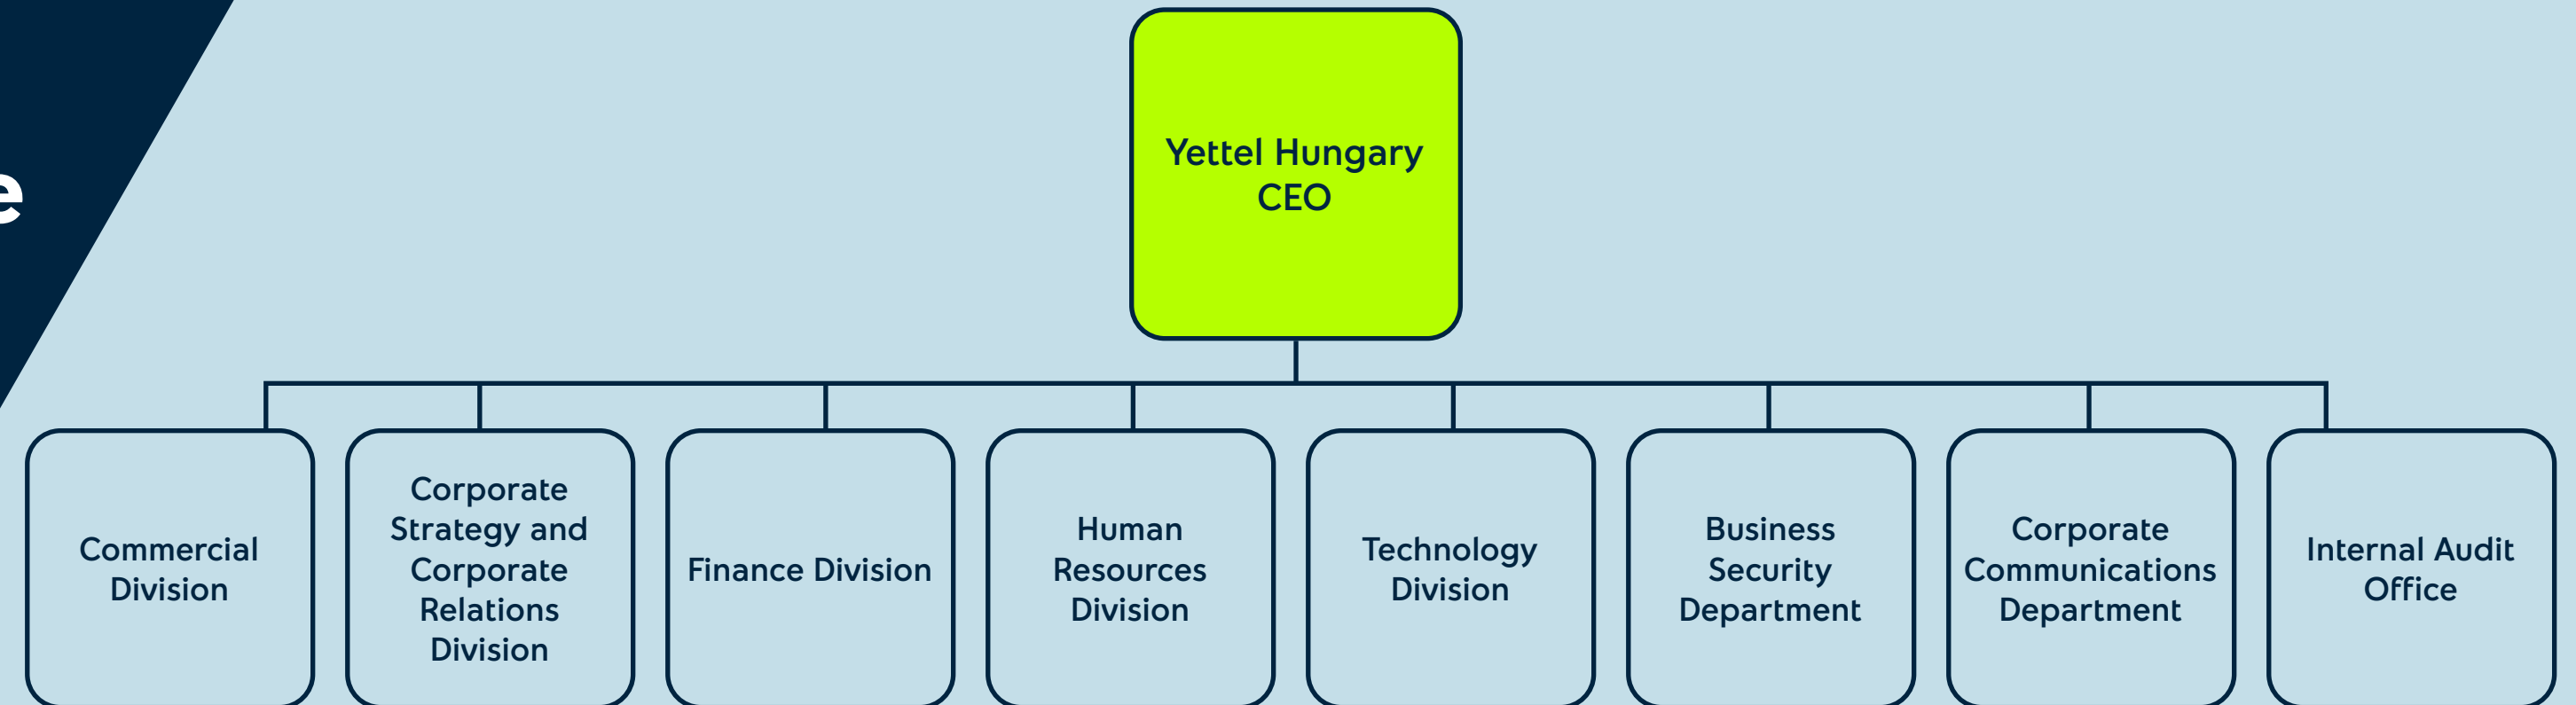 e
Yettel Hungary
CEO
Commercial
Division
Corporate
Strategy and
Corporate
Relations
Division
Finance Division
Human
Resources
Division
Technology
Division
Business
Security
Department
Corporate
Communications
Department
Internal Audit
Office